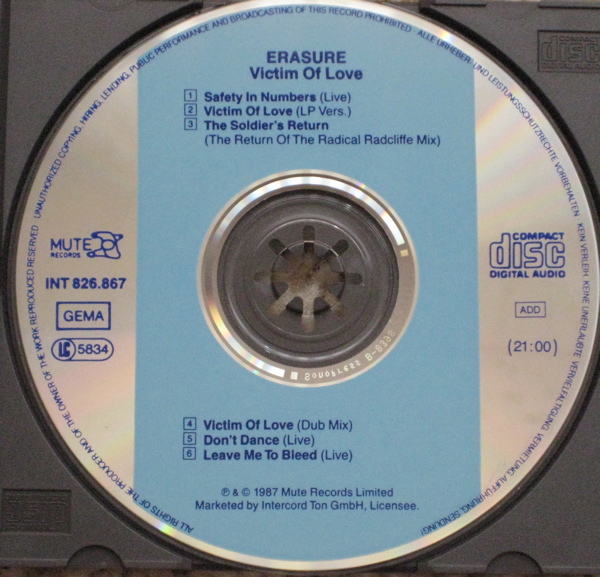 ERASURE
Victim Of Love
1 Safety In Numbers (Live)
2 Victim Of Love (LP Vers.)
3 The Soldier's Return
(The Return Of The Radical Radcliffe Mix)
MUTE
RECORDS
INT 826.867
GEMA
LC 5834
COMPACT
disc
DIGITAL AUDIO
ADD
(21:00)
Sonopress
4 Victim Of Love (Dub Mix)
5 Don't Dance (Live)
6 Leave Me To Bleed (Live)
℗ & © 1987 Mute Records Limited
Marketed by Intercord Ton GmbH, Licensee.
ALL RIGHTS OF THE PRODUCER AND OF THE OWNER OF THE WORK REPRODUCED RESERVED · UNAUTHORIZED COPYING, HIRING, LENDING, PUBLIC PERFORMANCE AND BROADCASTING OF THIS RECORD PROHIBITED · ALLE URHEBER- UND LEISTUNGSSCHUTZRECHTE VORBEHALTEN · KEIN VERLEIH, KEINE UNERLAUBTE VERVIELFÄLTIGUNG, VERMIETUNG, AUFFÜHRUNG, SENDUNG!
disc